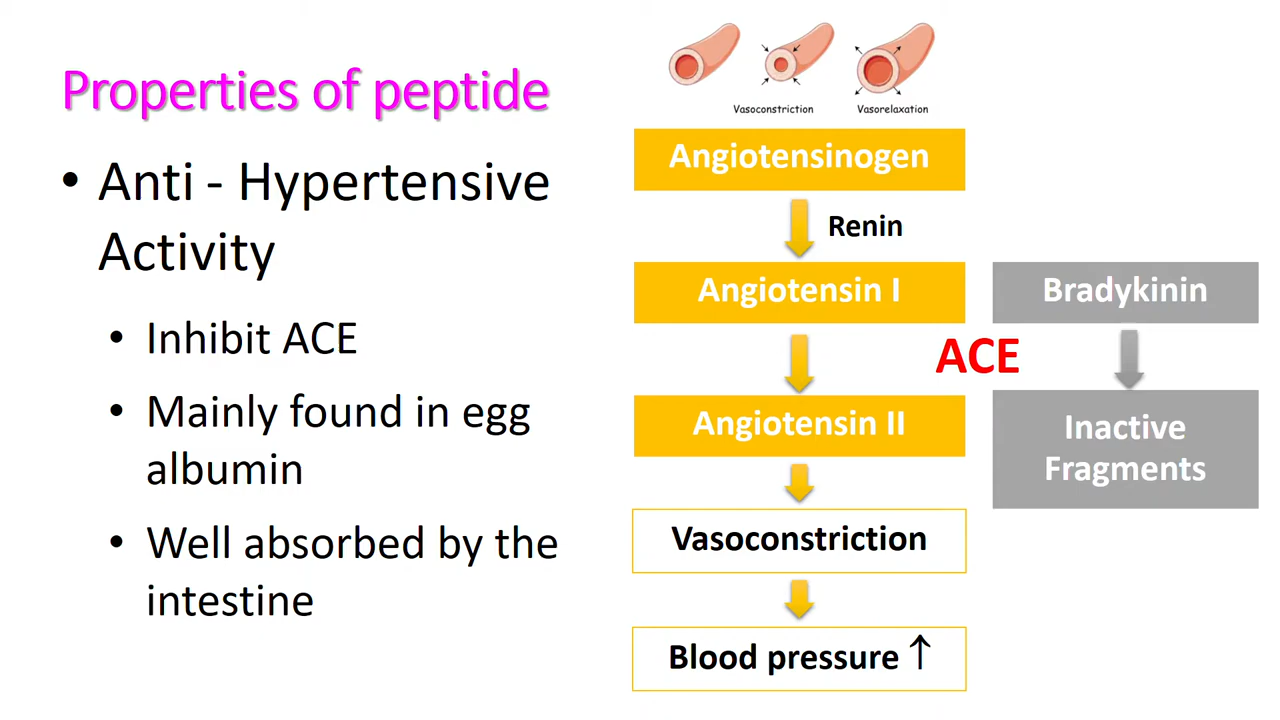 Properties of peptide
• Anti - Hypertensive
Activity
• Inhibit ACE
• Mainly found in egg
albumin
• Well absorbed by the
intestine
Vasoconstriction
Vasorelaxation
Angiotensinogen
Renin
Angiotensin I
Bradykinin
ACE
Angiotensin II
Inactive
Fragments
Vasoconstriction
Blood pressure ↑